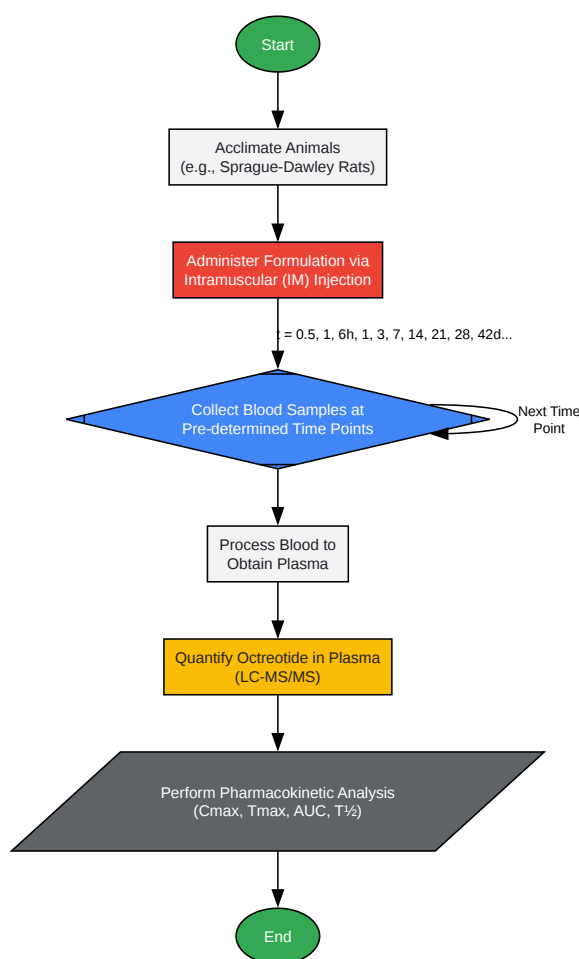 Start
Acclimate Animals
(e.g., Sprague-Dawley Rats)
Administer Formulation via
Intramuscular (IM) Injection
t = 0.5, 1, 6h, 1, 3, 7, 14, 21, 28, 42d...
Collect Blood Samples at
Pre-determined Time Points
Next Time
Point
Process Blood to
Obtain Plasma
Quantify Octreotide in Plasma
(LC-MS/MS)
Perform Pharmacokinetic Analysis
(Cmax, Tmax, AUC, T½)
End